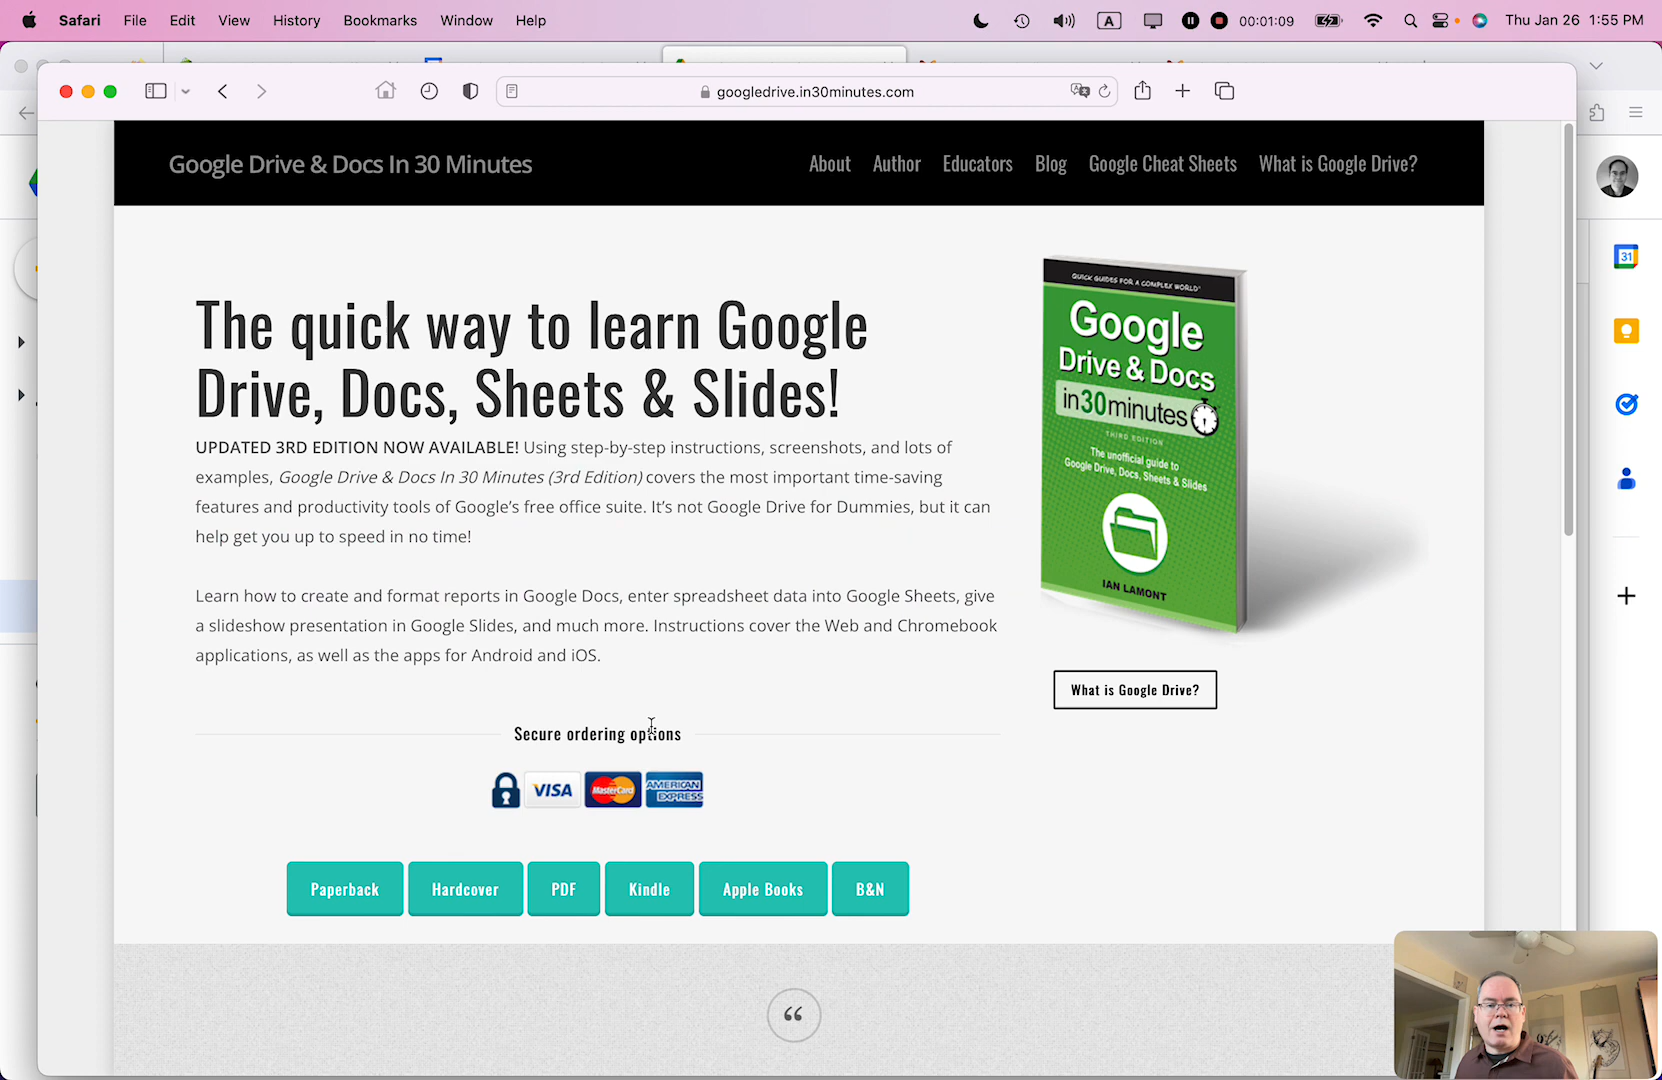 Safari File Edit View History Bookmarks Window Help
A 00:01:09 Thu Jan 26 1:55 PM
googledrive.in30minutes.com
Google Drive & Docs In 30 Minutes
About Author Educators Blog Google Cheat Sheets What is Google Drive?
The quick way to learn Google
Drive, Docs, Sheets & Slides!
UPDATED 3RD EDITION NOW AVAILABLE! Using step-by-step instructions, screenshots, and lots of
examples, Google Drive & Docs In 30 Minutes (3rd Edition) covers the most important time-saving
features and productivity tools of Google's free office suite. It's not Google Drive for Dummies, but it can
help get you up to speed in no time!
Learn how to create and format reports in Google Docs, enter spreadsheet data into Google Sheets, give
a slideshow presentation in Google Slides, and much more. Instructions cover the Web and Chromebook
applications, as well as the apps for Android and iOS.
Secure ordering options
VISA MasterCard AMERICAN EXPRESS
Paperback Hardcover PDF Kindle Apple Books B&N
QUICK GUIDES FOR A COMPLEX WORLD®
Google
Drive & Docs
in30minutes
THIRD EDITION
The unofficial guide to
Google Drive, Docs, Sheets & Slides
IAN LAMONT
What is Google Drive?
31
“